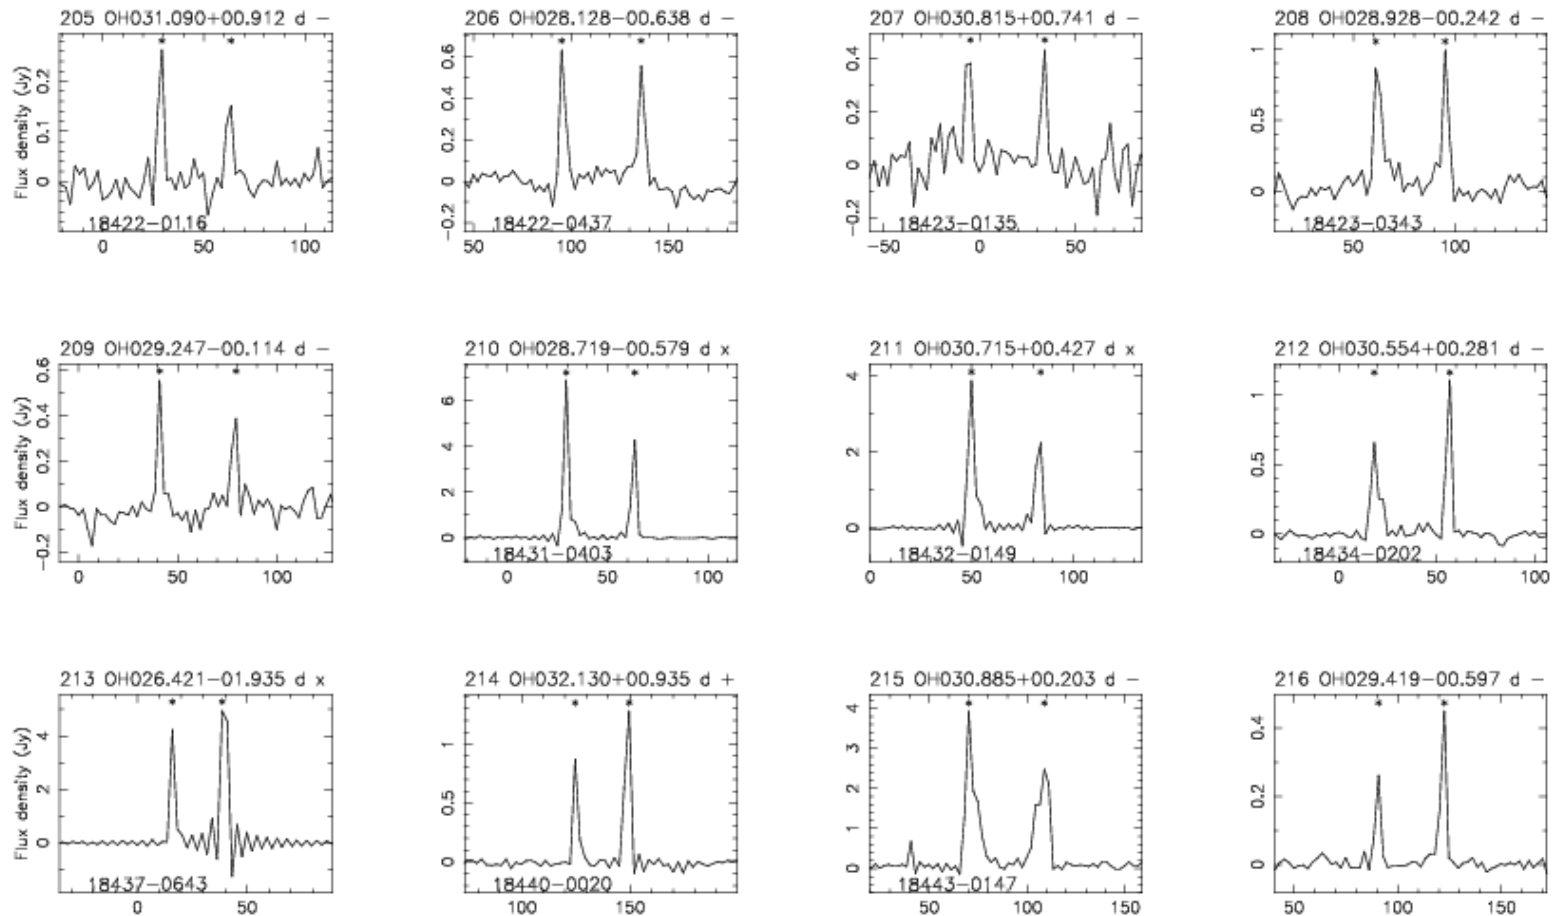 205 OH031.090+00.912 d −
206 OH028.128−00.638 d −
207 OH030.815+00.741 d −
208 OH028.928−00.242 d −
Flux density (Jy)
0.2
0.1
0
0.6
0.4
0.2
0
−0.2
0.4
0.2
0
−0.2
1
0.5
0
18422−0116
18422−0437
18423−0135
18423−0343
0 50 100
50 100 150
−50 0 50
50 100
209 OH029.247−00.114 d −
210 OH028.719−00.579 d x
211 OH030.715+00.427 d x
212 OH030.554+00.281 d −
Flux density (Jy)
0.6
0.4
0.2
0
−0.2
6
4
2
0
4
2
0
1
0.5
0
18431−0403
18432−0149
18434−0202
0 50 100
0 50 100
0 50 100
0 50 100
213 OH026.421−01.935 d x
214 OH032.130+00.935 d +
215 OH030.885+00.203 d −
216 OH029.419−00.597 d −
Flux density (Jy)
4
2
0
1
0.5
0
4
3
2
1
0
0.4
0.2
0
18437−0643
18440−0020
18443−0147
0 50
100 150
50 100 150
50 100 150